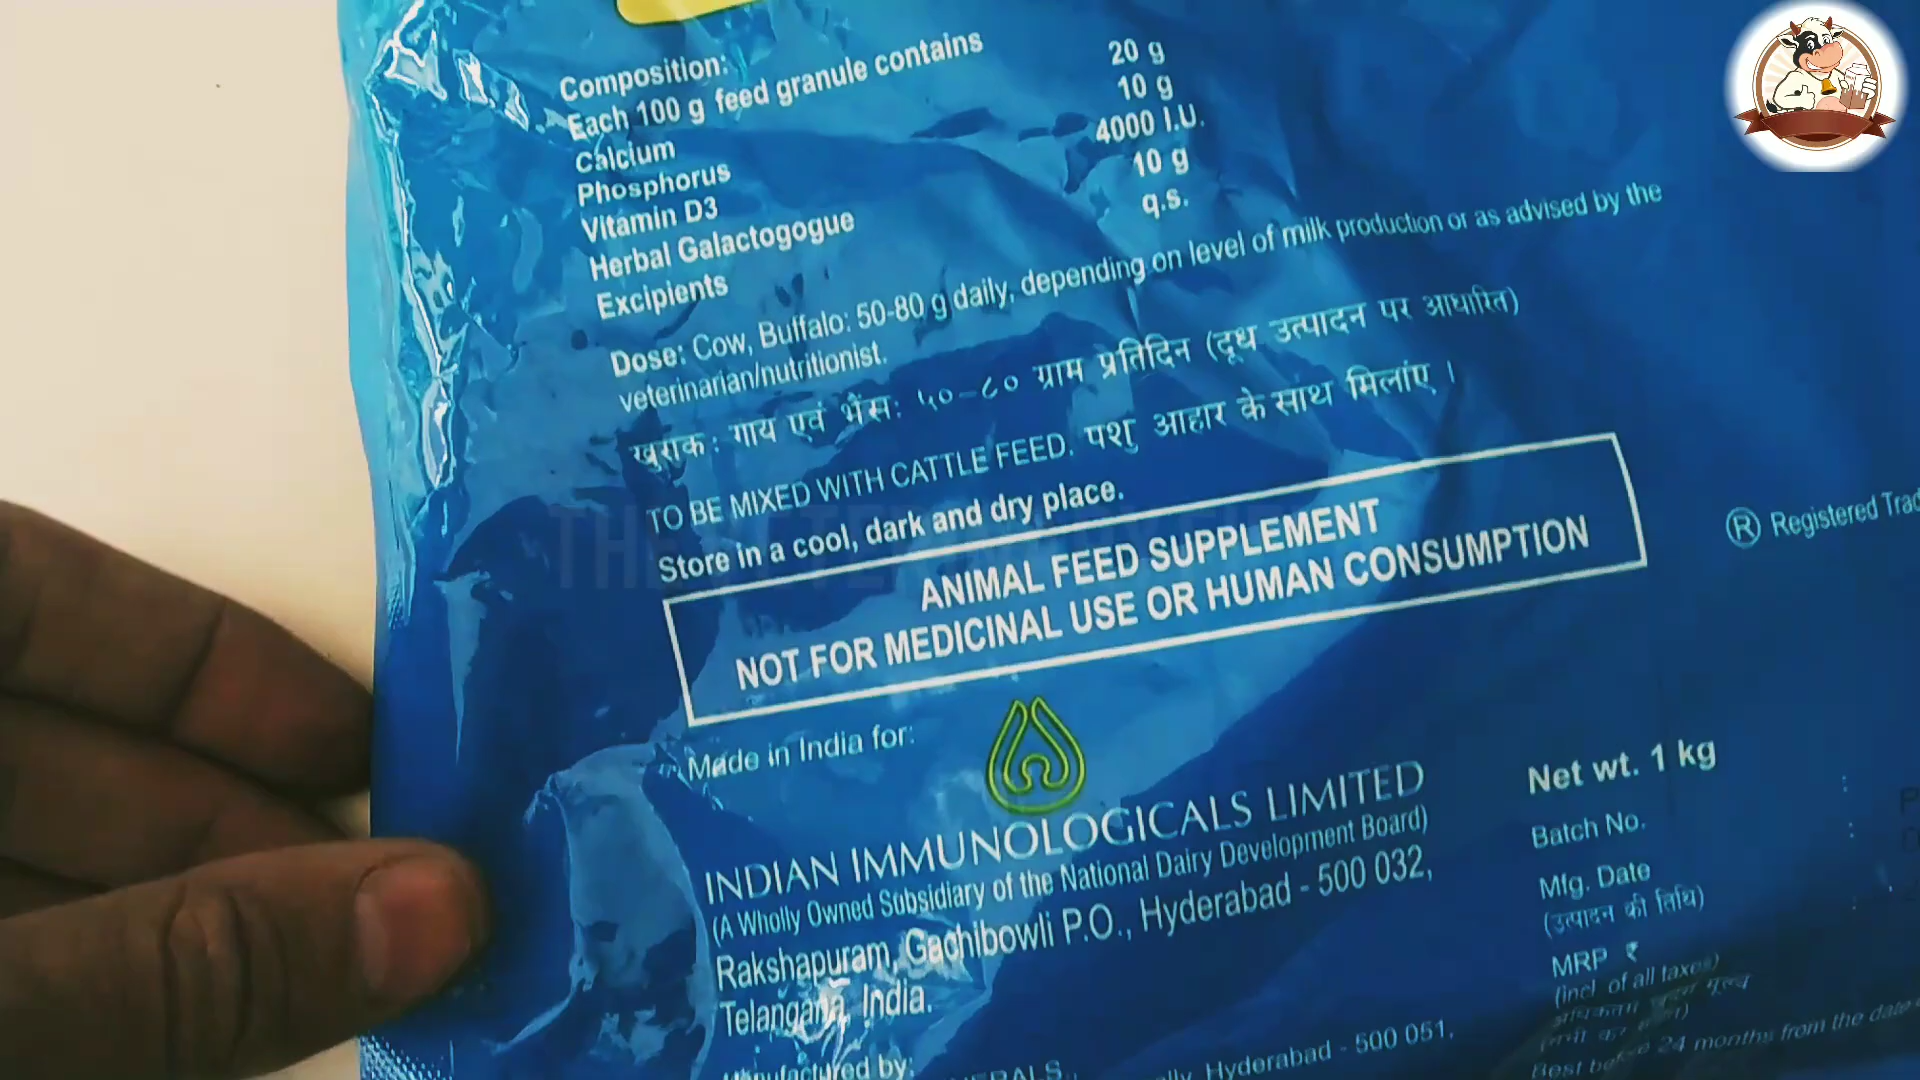 Composition:
Each 100 g feed granule contains
Calcium 20 g
Phosphorus 10 g
Vitamin D3 4000 I.U.
Herbal Galactogogue 10 g
Excipients q.s.
Dose: Cow, Buffalo: 50-80 g daily, depending on level of milk production or as advised by the
veterinarian/nutritionist.
खुराक : गाय एवं भैंस: ५०-८० ग्राम प्रतिदिन (दूध उत्पादन पर आधारित)
TO BE MIXED WITH CATTLE FEED. पशु आहार के साथ मिलांए ।
Store in a cool, dark and dry place.
ANIMAL FEED SUPPLEMENT
NOT FOR MEDICINAL USE OR HUMAN CONSUMPTION
® Registered
Made in India for:
INDIAN IMMUNOLOGICALS LIMITED
(A Wholly Owned Subsidiary of the National Dairy Development Board)
Rakshapuram, Gachibowli P.O., Hyderabad - 500 032,
Telangana, India.
Manufactured by:
Hyderabad - 500 051.
Net wt. 1 kg
Batch No.
Mfg. Date
(उत्पादन की तिथि)
MRP ₹
(incl of all taxes)
Best before 24 months from the date